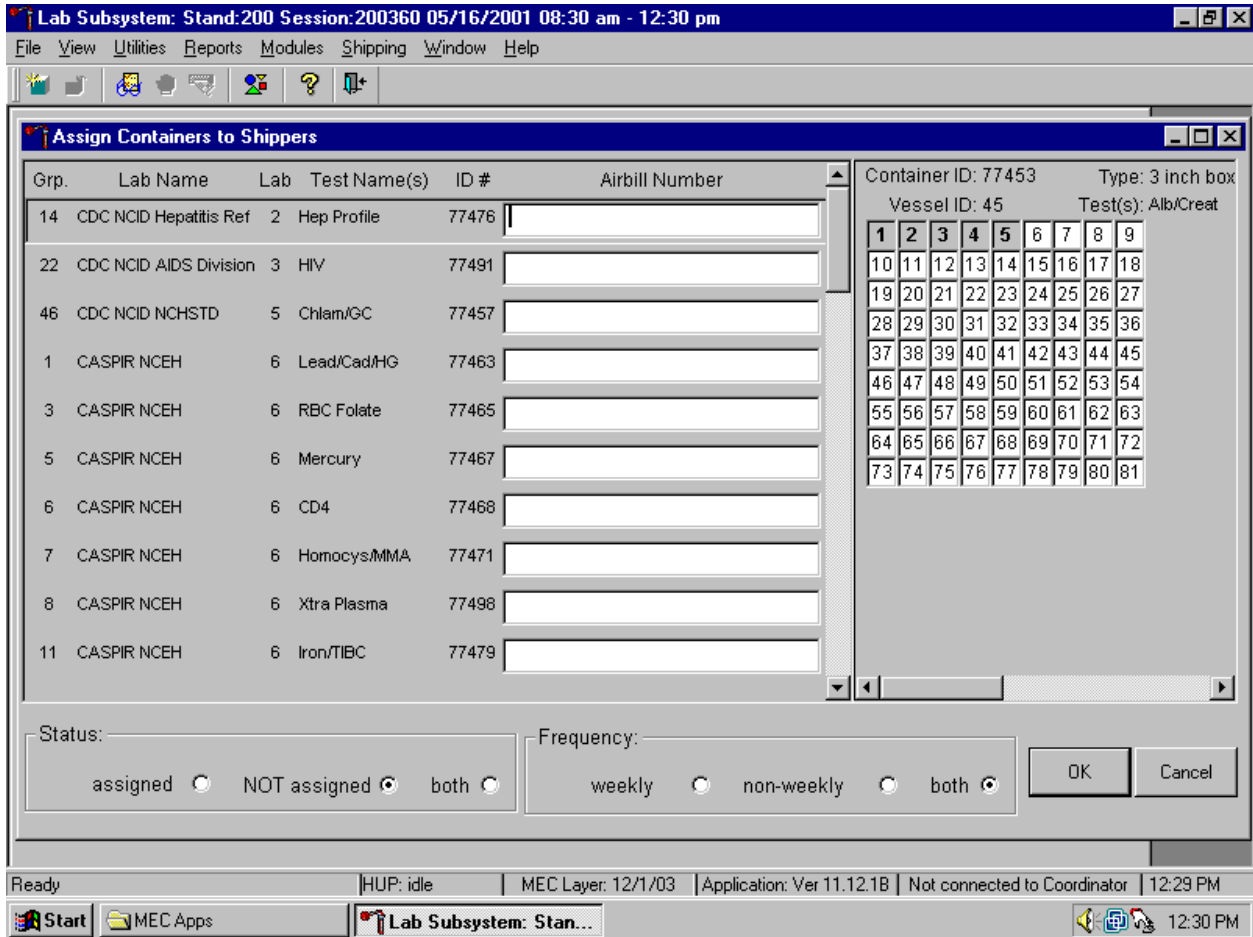 Lab Subsystem: Stand:200 Session:200360 05/16/2001 08:30 am - 12:30 pm
File View Utilities Reports Modules Shipping Window Help
Assign Containers to Shippers
Grp. Lab Name Lab Test Name(s) ID # Airbill Number
14 CDC NCID Hepatitis Ref 2 Hep Profile 77476
22 CDC NCID AIDS Division 3 HIV 77491
46 CDC NCID NCHSTD 5 Chlam/GC 77457
1 CASPIR NCEH 6 Lead/Cad/HG 77463
3 CASPIR NCEH 6 RBC Folate 77465
5 CASPIR NCEH 6 Mercury 77467
6 CASPIR NCEH 6 CD4 77468
7 CASPIR NCEH 6 Homocys/MMA 77471
8 CASPIR NCEH 6 Xtra Plasma 77498
11 CASPIR NCEH 6 Iron/TIBC 77479
Container ID: 77453 Type: 3 inch box
Vessel ID: 45 Test(s): Alb/Creat
1 2 3 4 5 6 7 8 9
10 11 12 13 14 15 16 17 18
19 20 21 22 23 24 25 26 27
28 29 30 31 32 33 34 35 36
37 38 39 40 41 42 43 44 45
46 47 48 49 50 51 52 53 54
55 56 57 58 59 60 61 62 63
64 65 66 67 68 69 70 71 72
73 74 75 76 77 78 79 80 81
Status:
assigned NOT assigned both
Frequency:
weekly non-weekly both
OK Cancel
Ready HUP: idle MEC Layer: 12/1/03 Application: Ver 11.12.1B Not connected to Coordinator 12:29 PM
Start MEC Apps Lab Subsystem: Stan... 12:30 PM